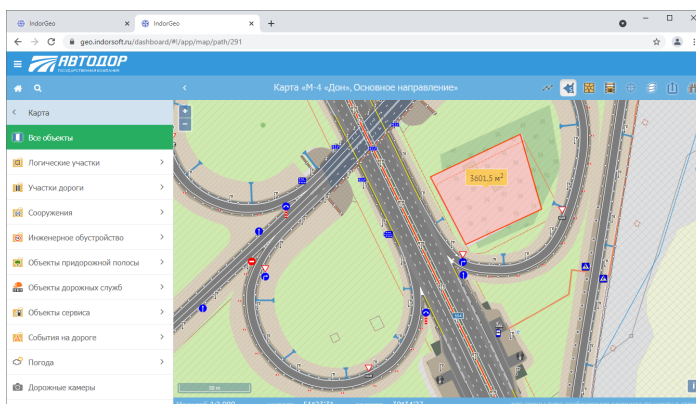 IndorGeo
IndorGeo
geo.indorsoft.ru/dashboard/#!/app/map/path/291
АВТОДОР
ГОСУДАРСТВЕННАЯ КОМПАНИЯ
Карта «М-4 «Дон», Основное направление»
Карта
Все объекты
Логические участки
Участки дороги
Сооружения
Инженерное обустройство
Объекты придорожной полосы
Объекты дорожных служб
Объекты сервиса
События на дороге
Погода
Дорожные камеры
3601,5 м²